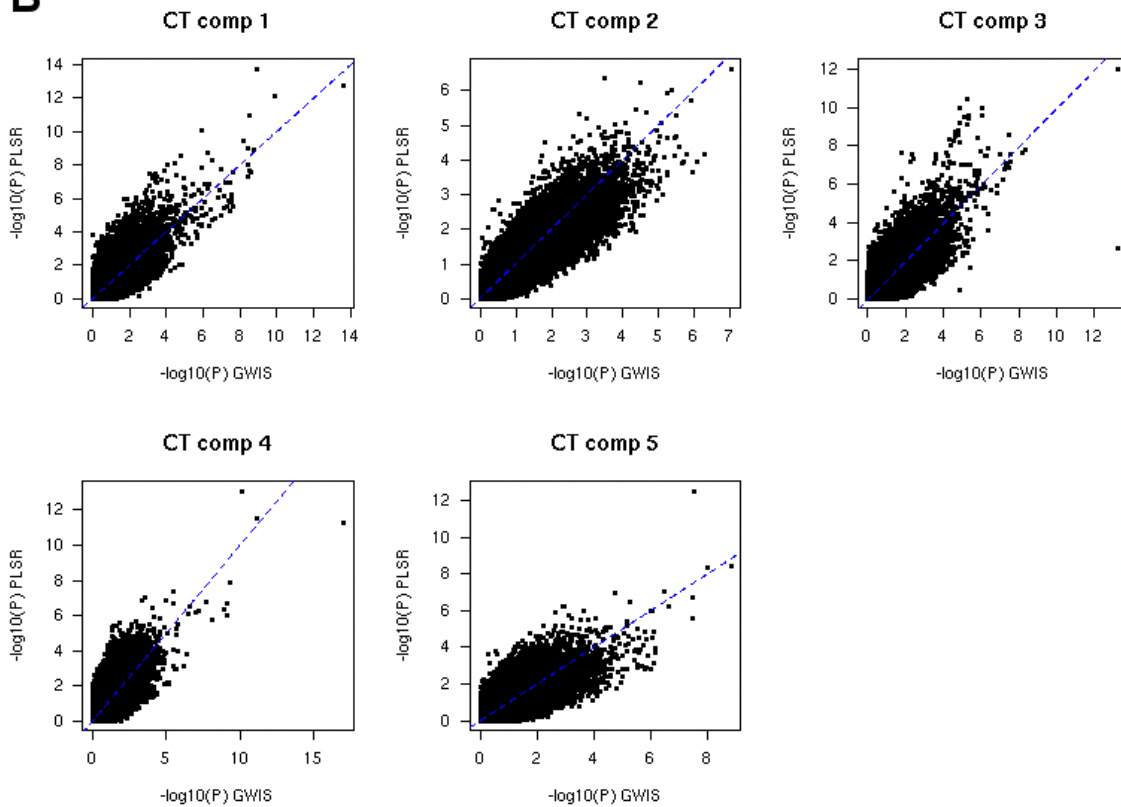 B
CT comp 1
CT comp 2
CT comp 3
-log10(P) PLSR
14
12
10
8
6
4
2
0
0 2 4 6 8 10 12 14
-log10(P) GWIS
-log10(P) PLSR
6
5
4
3
2
1
0
0 1 2 3 4 5 6 7
-log10(P) GWIS
-log10(P) PLSR
12
10
8
6
4
2
0
0 2 4 6 8 10 12
-log10(P) GWIS
CT comp 4
CT comp 5
-log10(P) PLSR
12
10
8
6
4
2
0
0 5 10 15
-log10(P) GWIS
-log10(P) PLSR
12
10
8
6
4
2
0
0 2 4 6 8
-log10(P) GWIS